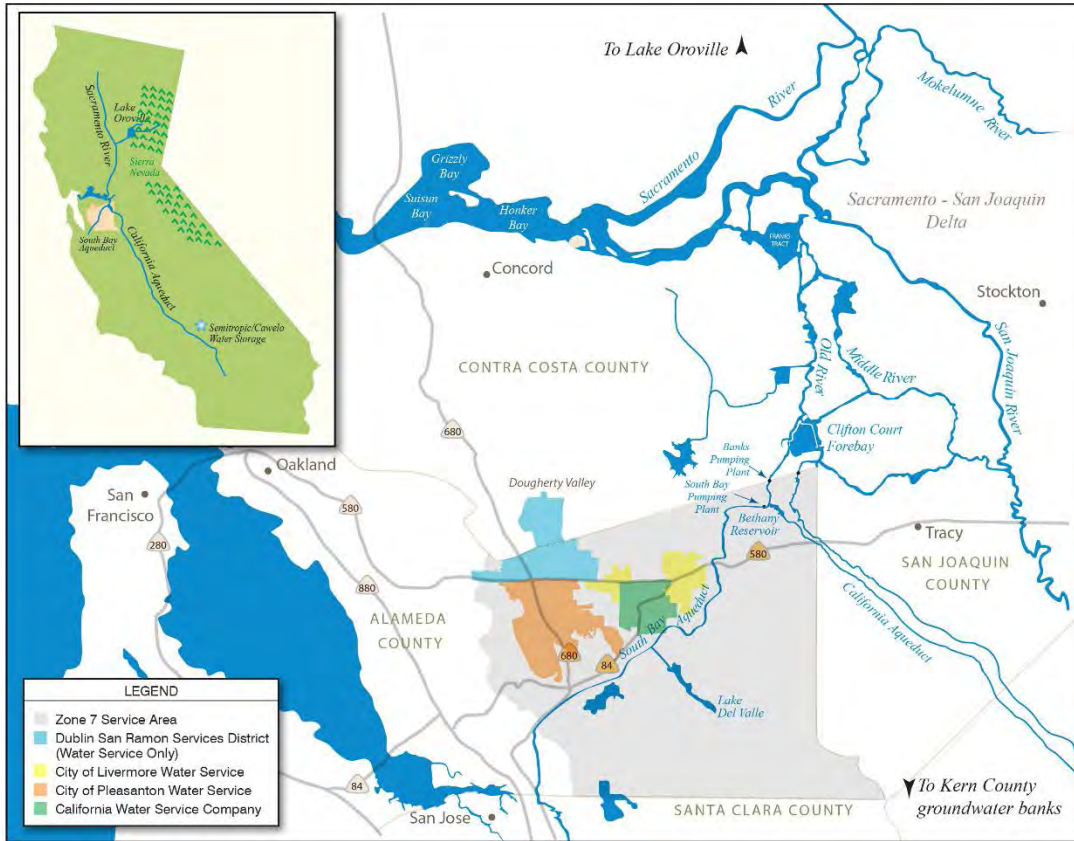 Sacramento River
Lake
Oroville
Sierra
Nevada
South Bay
Aqueduct
California Aqueduct
Semitropic/Cawelo
Water Storage
To Lake Oroville
Sacramento
River
Mokelumne
River
Grizzly
Bay
Suisun
Bay
Honker
Bay
Sacramento - San Joaquin
Delta
FRANKS
TRACT
Concord
Stockton
San Joaquin River
Old River
Middle River
CONTRA COSTA COUNTY
680
Clifton Court
Forebay
Banks
Pumping
Plant
South Bay
Pumping
Plant
Bethany
Reservoir
Oakland
San
Francisco
580
Dougherty Valley
280
880
580
Tracy
SAN JOAQUIN
COUNTY
ALAMEDA
COUNTY
South Bay Aqueduct
California Aqueduct
680
84
Lake
Del Valle
LEGEND
Zone 7 Service Area
Dublin San Ramon Services District
(Water Service Only)
City of Livermore Water Service
City of Pleasanton Water Service
California Water Service Company
84
San Jose
SANTA CLARA COUNTY
To Kern County
groundwater banks